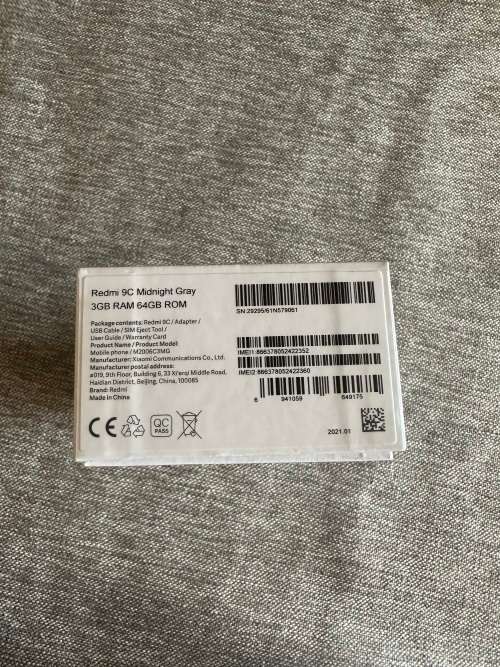 Redmi 9C Midnight Gray
3GB RAM 64GB ROM
Package contents: Redmi 9C / Adapter /
USB Cable / SIM Eject Tool /
User Guide / Warranty Card
Product Name / Product Model
Mobile phone / M2006C3MG
Manufacturer: Xiaomi Communications Co., Ltd.
Manufacturer postal address:
#019, 9th Floor, Building 6, 33 Xi'erqi Middle Road,
Haidian District, Beijing, China, 100085
Brand: Redmi
Made in China
CE
QC
PASS
SN:29295/61N579061
IMEI1:866378052422352
IMEI2:866378052422360
6 941059 649175
2021.01